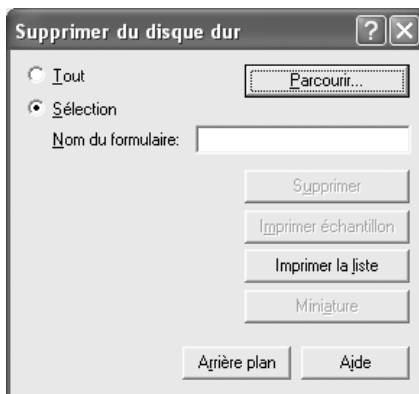 Supprimer du disque dur
Tout
Parcourir...
Sélection
Nom du formulaire:
Supprimer
Imprimer échantillon
Imprimer la liste
Miniature
Arrière plan
Aide